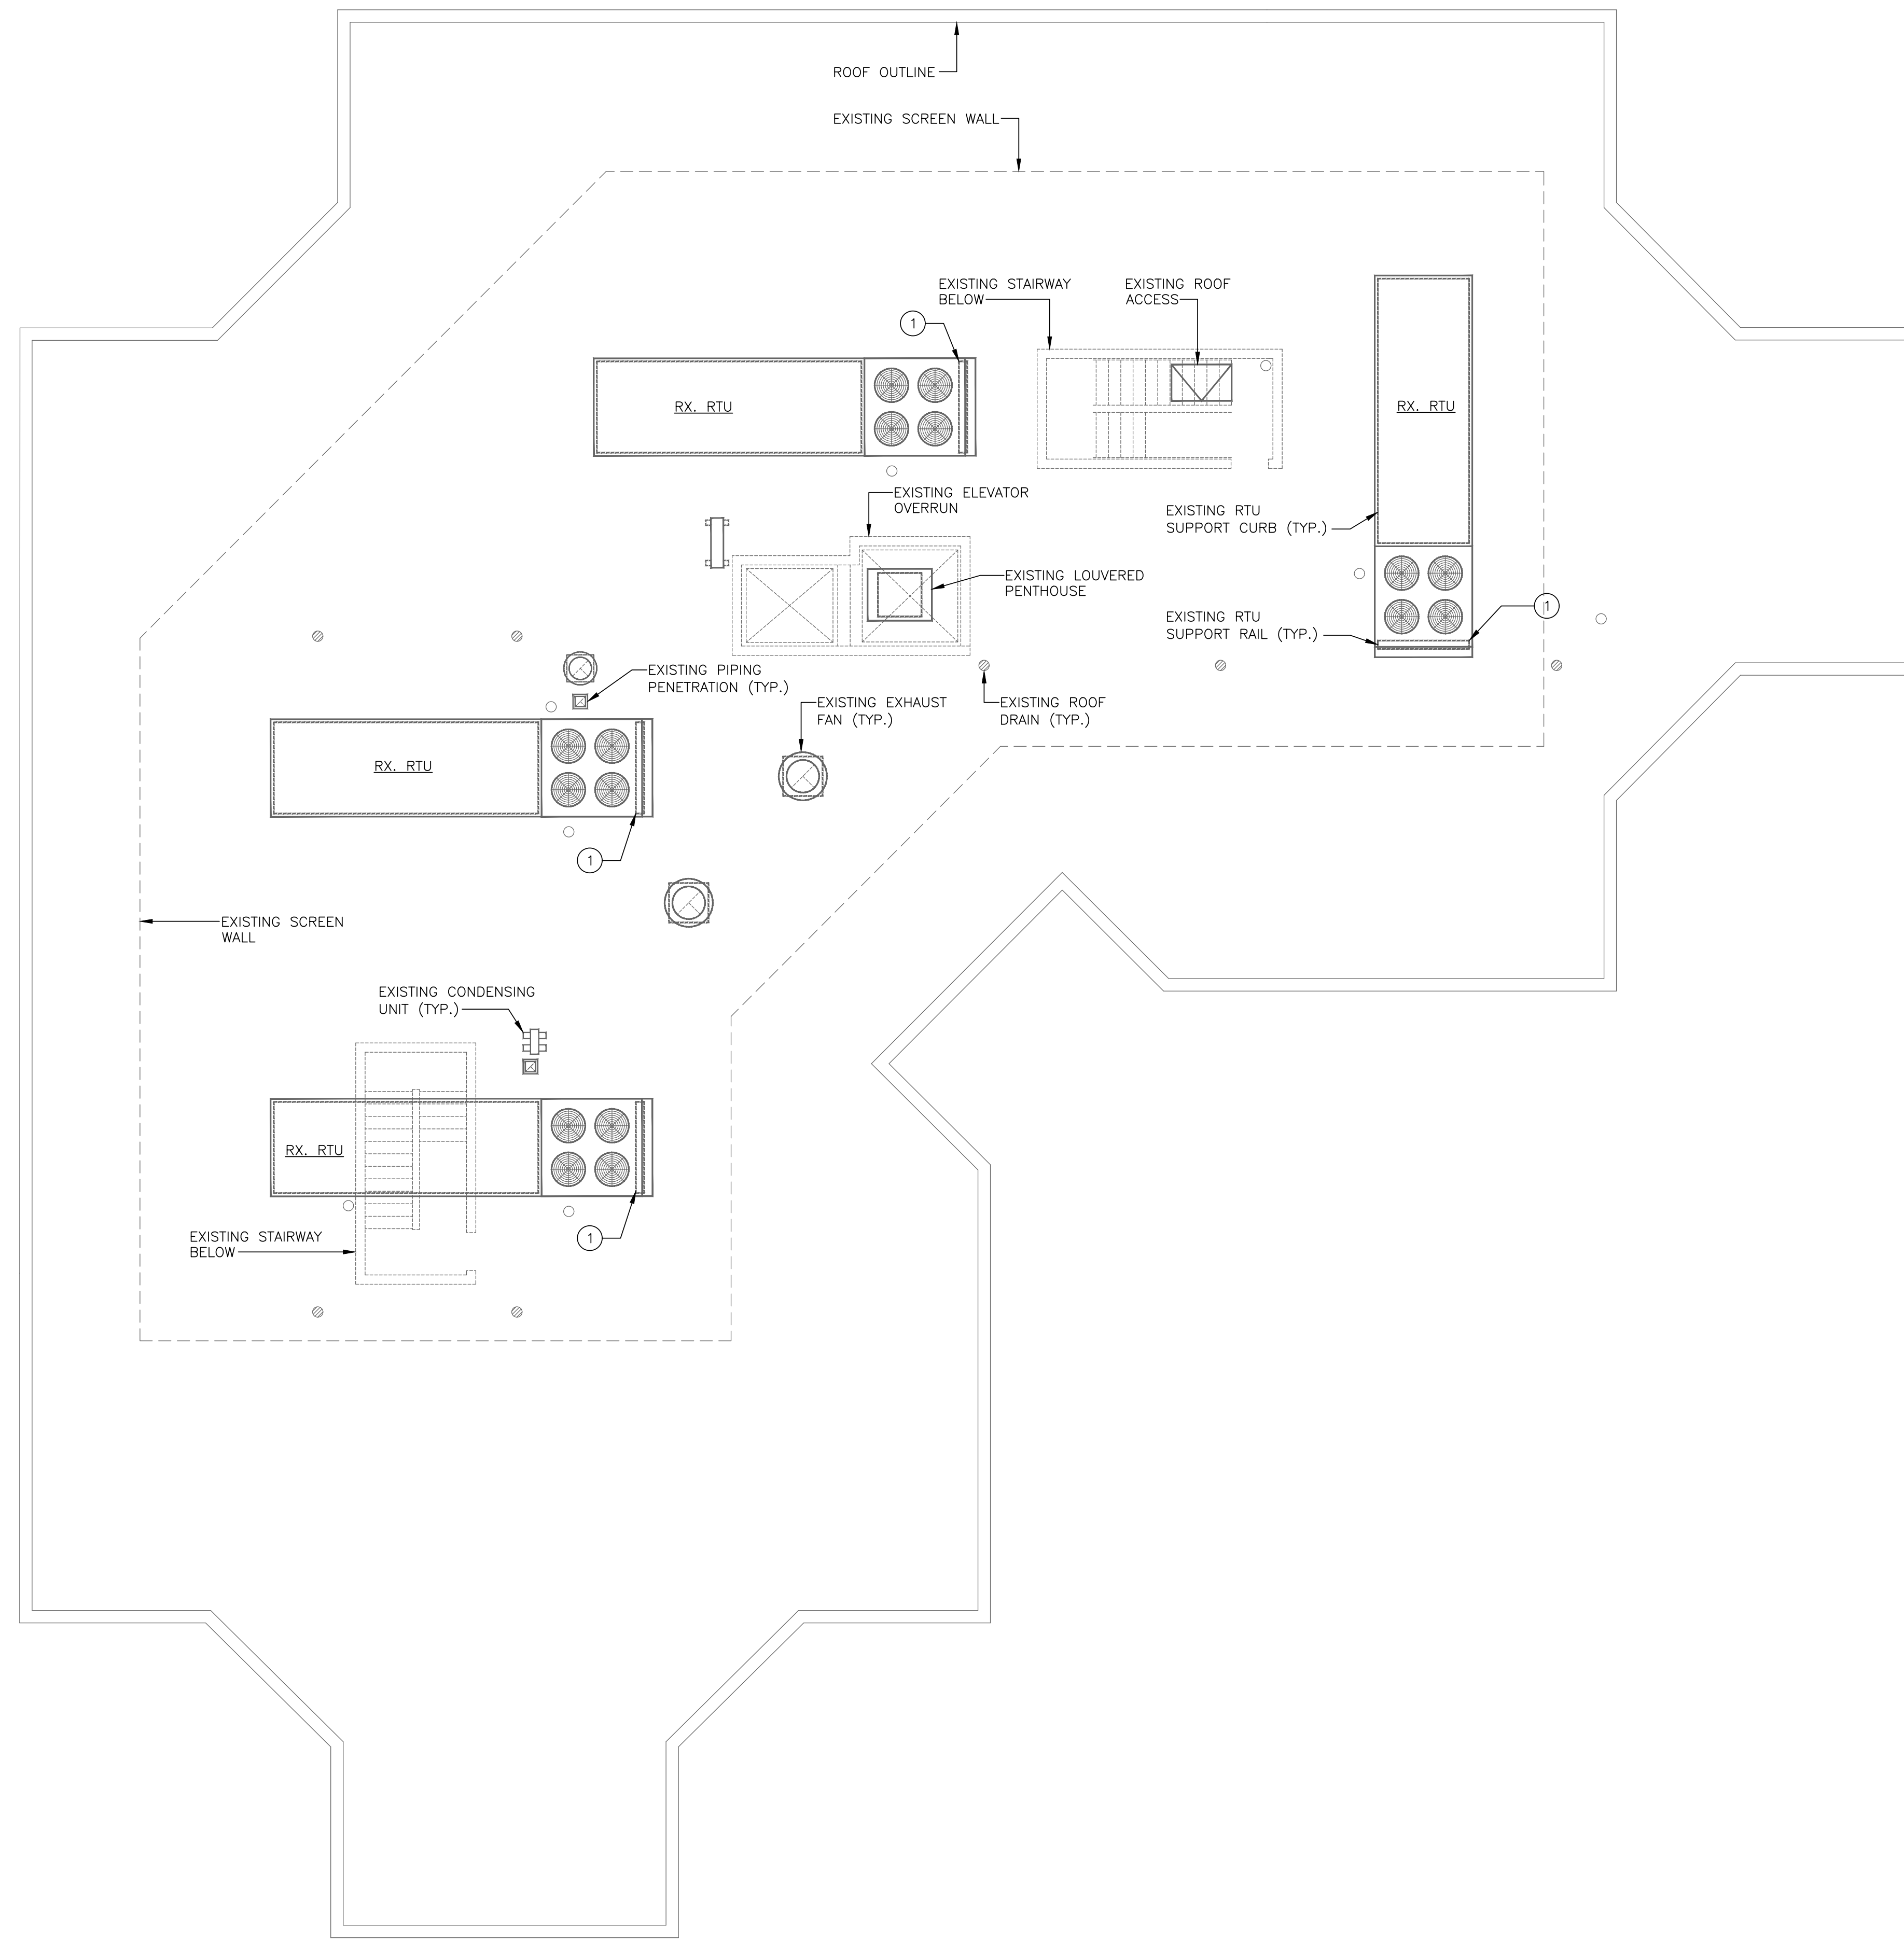 ROOF OUTLINE
EXISTING SCREEN WALL
EXISTING STAIRWAY
BELOW
EXISTING ROOF
ACCESS
1
RX. RTU
RX. RTU
EXISTING ELEVATOR
OVERRUN
EXISTING RTU
SUPPORT CURB (TYP.)
EXISTING LOUVERED
PENTHOUSE
1
EXISTING RTU
SUPPORT RAIL (TYP.)
EXISTING PIPING
PENETRATION (TYP.)
EXISTING EXHAUST
FAN (TYP.)
EXISTING ROOF
DRAIN (TYP.)
RX. RTU
1
EXISTING SCREEN
WALL
EXISTING CONDENSING
UNIT (TYP.)
RX. RTU
EXISTING STAIRWAY
BELOW
1